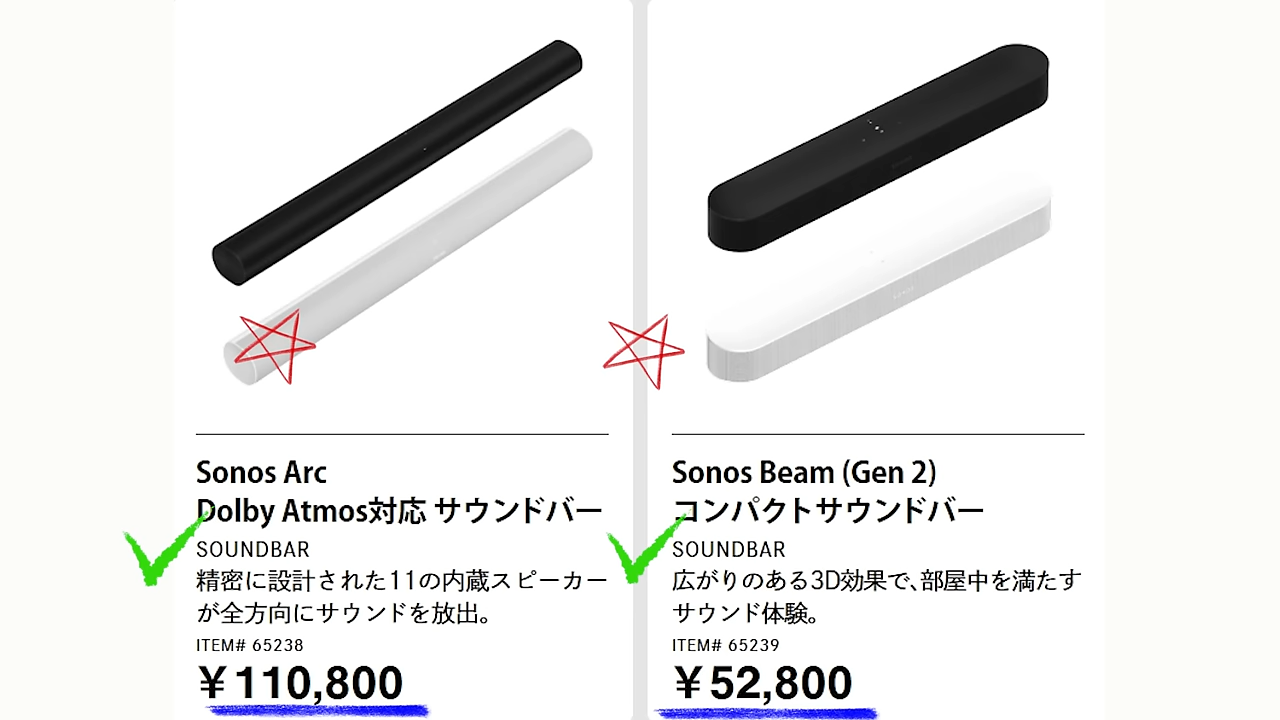 Sonos Arc
Dolby Atmos対応 サウンドバー
SOUNDBAR
精密に設計された11の内蔵スピーカー
が全方向にサウンドを放出。
ITEM# 65238
￥110,800
Sonos Beam (Gen 2)
コンパクトサウンドバー
SOUNDBAR
広がりのある3D効果で、部屋中を満たす
サウンド体験。
ITEM# 65239
￥52,800